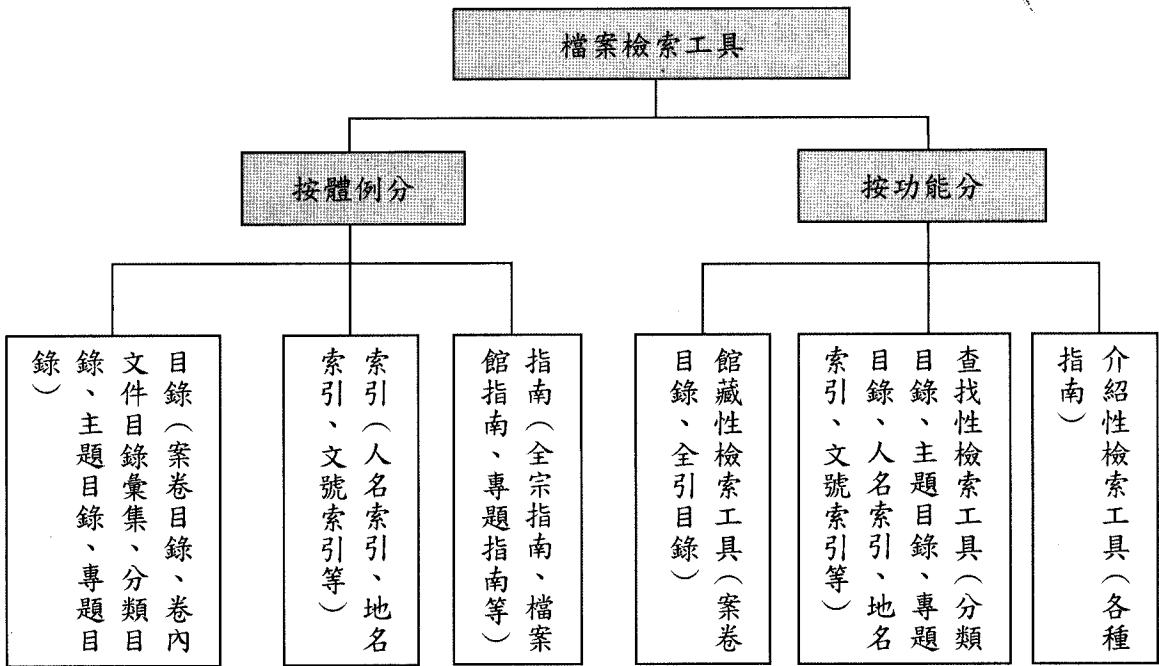 檔案檢索工具
按體例分
按功能分
目錄（案卷目錄、卷內
文件目錄彙集、分類目
錄、主題目錄、專題目
錄）
索引（人名索引、地名
索引、文號索引等）
指南（全宗指南、檔案
館指南、專題指南等）
館藏性檢索工具（案卷
目錄、全引目錄）
查找性檢索工具（分類
目錄、主題目錄、專題
目錄、人名索引、地名
索引、文號索引等）
介紹性檢索工具（各種
指南）